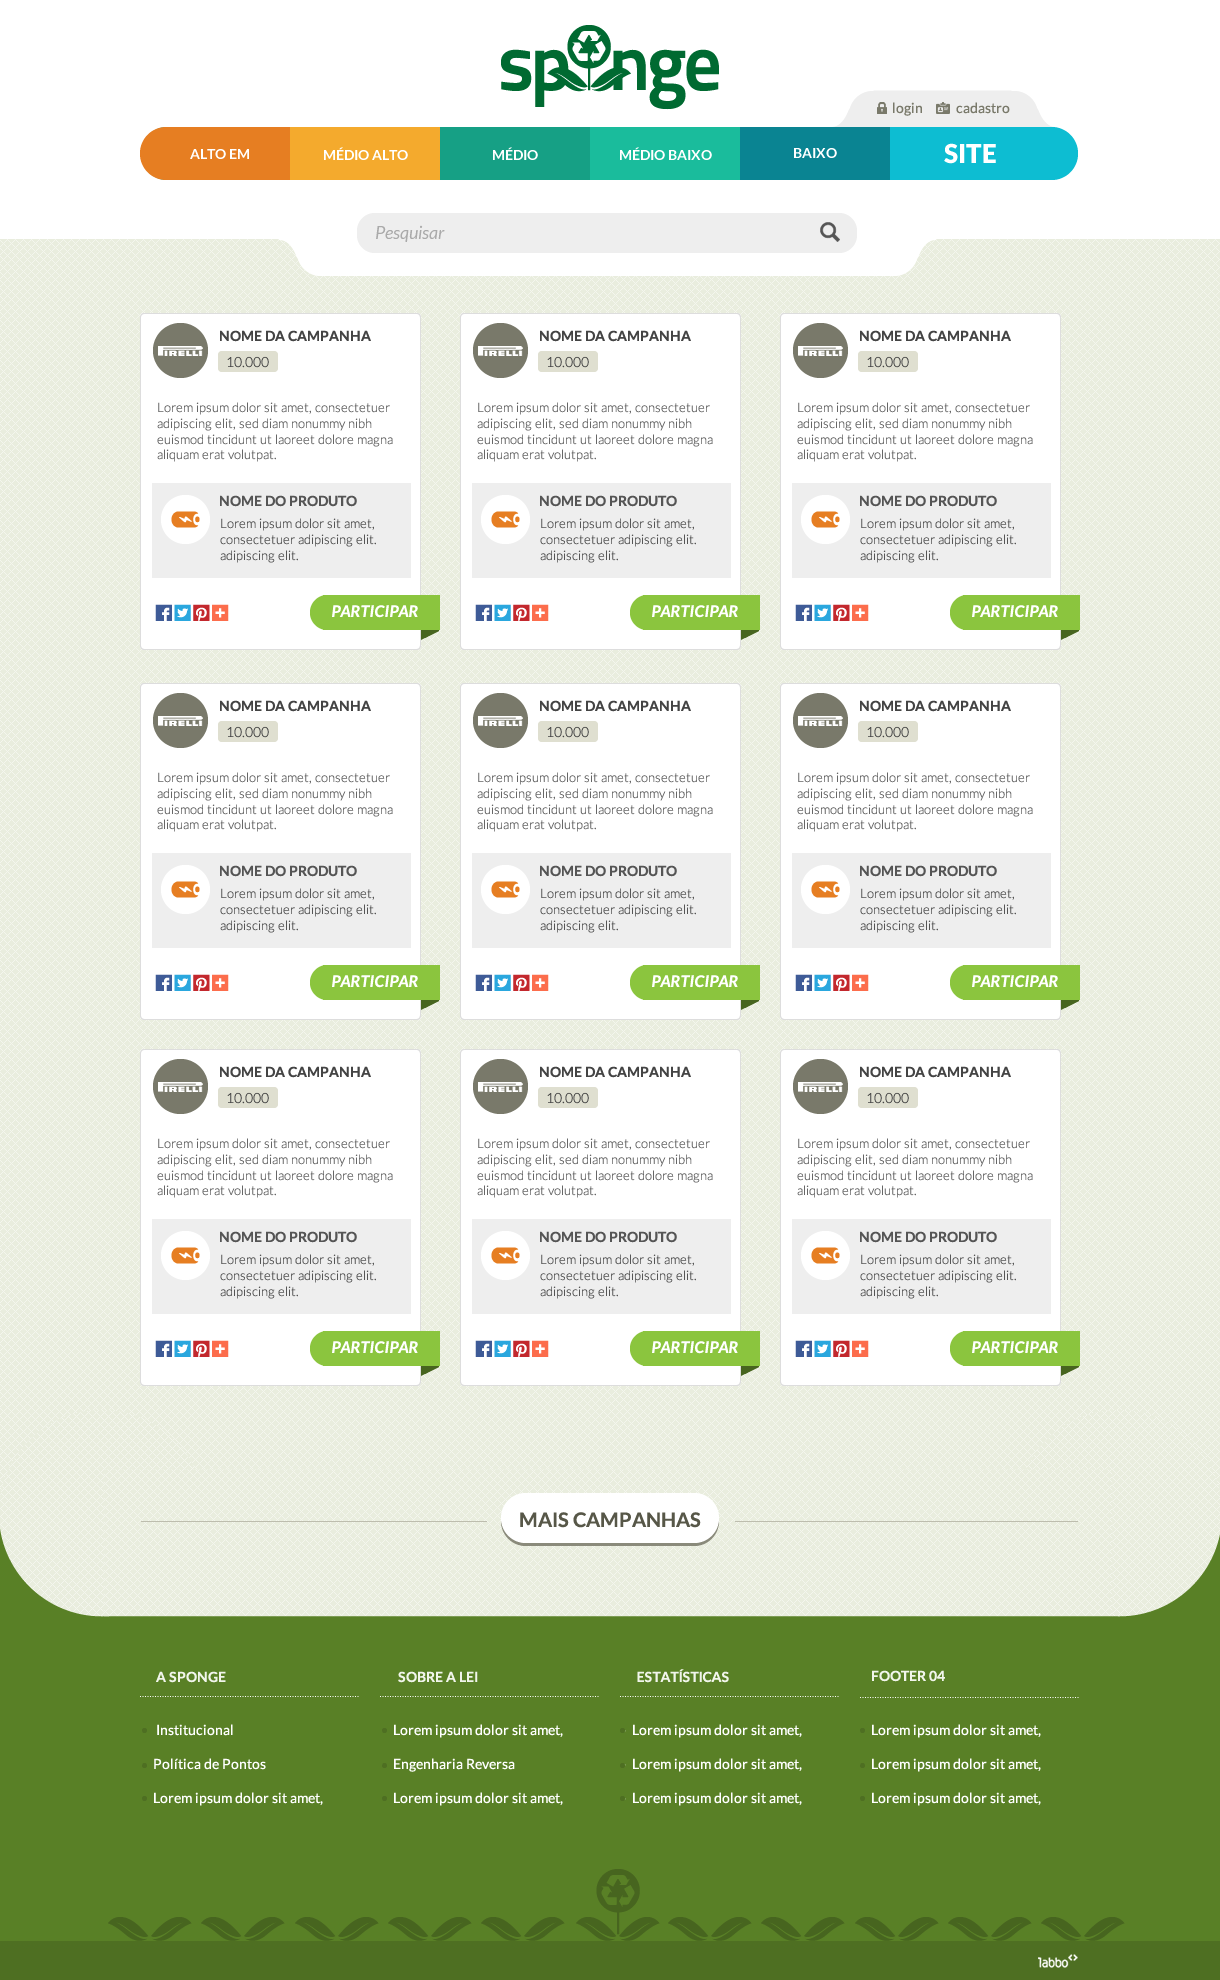 sponge
login cadastro
ALTO EM MÉDIO ALTO MÉDIO MÉDIO BAIXO BAIXO SITE
Pesquisar
PIRELLI NOME DA CAMPANHA
10.000
Lorem ipsum dolor sit amet, consectetuer
adipiscing elit, sed diam nonummy nibh
euismod tincidunt ut laoreet dolore magna
aliquam erat volutpat.
NOME DO PRODUTO
Lorem ipsum dolor sit amet,
consectetuer adipiscing elit.
adipiscing elit.
PARTICIPAR
PIRELLI NOME DA CAMPANHA
10.000
Lorem ipsum dolor sit amet, consectetuer
adipiscing elit, sed diam nonummy nibh
euismod tincidunt ut laoreet dolore magna
aliquam erat volutpat.
NOME DO PRODUTO
Lorem ipsum dolor sit amet,
consectetuer adipiscing elit.
adipiscing elit.
PARTICIPAR
PIRELLI NOME DA CAMPANHA
10.000
Lorem ipsum dolor sit amet, consectetuer
adipiscing elit, sed diam nonummy nibh
euismod tincidunt ut laoreet dolore magna
aliquam erat volutpat.
NOME DO PRODUTO
Lorem ipsum dolor sit amet,
consectetuer adipiscing elit.
adipiscing elit.
PARTICIPAR
PIRELLI NOME DA CAMPANHA
10.000
Lorem ipsum dolor sit amet, consectetuer
adipiscing elit, sed diam nonummy nibh
euismod tincidunt ut laoreet dolore magna
aliquam erat volutpat.
NOME DO PRODUTO
Lorem ipsum dolor sit amet,
consectetuer adipiscing elit.
adipiscing elit.
PARTICIPAR
PIRELLI NOME DA CAMPANHA
10.000
Lorem ipsum dolor sit amet, consectetuer
adipiscing elit, sed diam nonummy nibh
euismod tincidunt ut laoreet dolore magna
aliquam erat volutpat.
NOME DO PRODUTO
Lorem ipsum dolor sit amet,
consectetuer adipiscing elit.
adipiscing elit.
PARTICIPAR
PIRELLI NOME DA CAMPANHA
10.000
Lorem ipsum dolor sit amet, consectetuer
adipiscing elit, sed diam nonummy nibh
euismod tincidunt ut laoreet dolore magna
aliquam erat volutpat.
NOME DO PRODUTO
Lorem ipsum dolor sit amet,
consectetuer adipiscing elit.
adipiscing elit.
PARTICIPAR
PIRELLI NOME DA CAMPANHA
10.000
Lorem ipsum dolor sit amet, consectetuer
adipiscing elit, sed diam nonummy nibh
euismod tincidunt ut laoreet dolore magna
aliquam erat volutpat.
NOME DO PRODUTO
Lorem ipsum dolor sit amet,
consectetuer adipiscing elit.
adipiscing elit.
PARTICIPAR
PIRELLI NOME DA CAMPANHA
10.000
Lorem ipsum dolor sit amet, consectetuer
adipiscing elit, sed diam nonummy nibh
euismod tincidunt ut laoreet dolore magna
aliquam erat volutpat.
NOME DO PRODUTO
Lorem ipsum dolor sit amet,
consectetuer adipiscing elit.
adipiscing elit.
PARTICIPAR
PIRELLI NOME DA CAMPANHA
10.000
Lorem ipsum dolor sit amet, consectetuer
adipiscing elit, sed diam nonummy nibh
euismod tincidunt ut laoreet dolore magna
aliquam erat volutpat.
NOME DO PRODUTO
Lorem ipsum dolor sit amet,
consectetuer adipiscing elit.
adipiscing elit.
PARTICIPAR
MAIS CAMPANHAS
A SPONGE
Institucional
Política de Pontos
Lorem ipsum dolor sit amet,
SOBRE A LEI
Lorem ipsum dolor sit amet,
Engenharia Reversa
Lorem ipsum dolor sit amet,
ESTATÍSTICAS
Lorem ipsum dolor sit amet,
Lorem ipsum dolor sit amet,
Lorem ipsum dolor sit amet,
FOOTER 04
Lorem ipsum dolor sit amet,
Lorem ipsum dolor sit amet,
Lorem ipsum dolor sit amet,
labbo